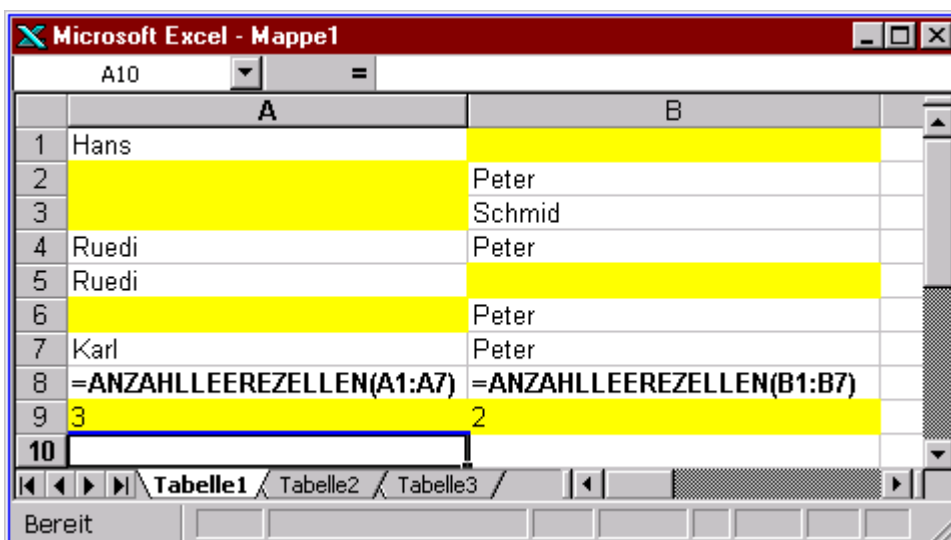 Microsoft Excel - Mappe1
A10 =
A B
1 Hans
2 Peter
3 Schmid
4 Ruedi Peter
5 Ruedi
6 Peter
7 Karl Peter
8 =ANZAHLLEEREZELLEN(A1:A7) =ANZAHLLEEREZELLEN(B1:B7)
9 3 2
10
Tabelle1 Tabelle2 Tabelle3
Bereit